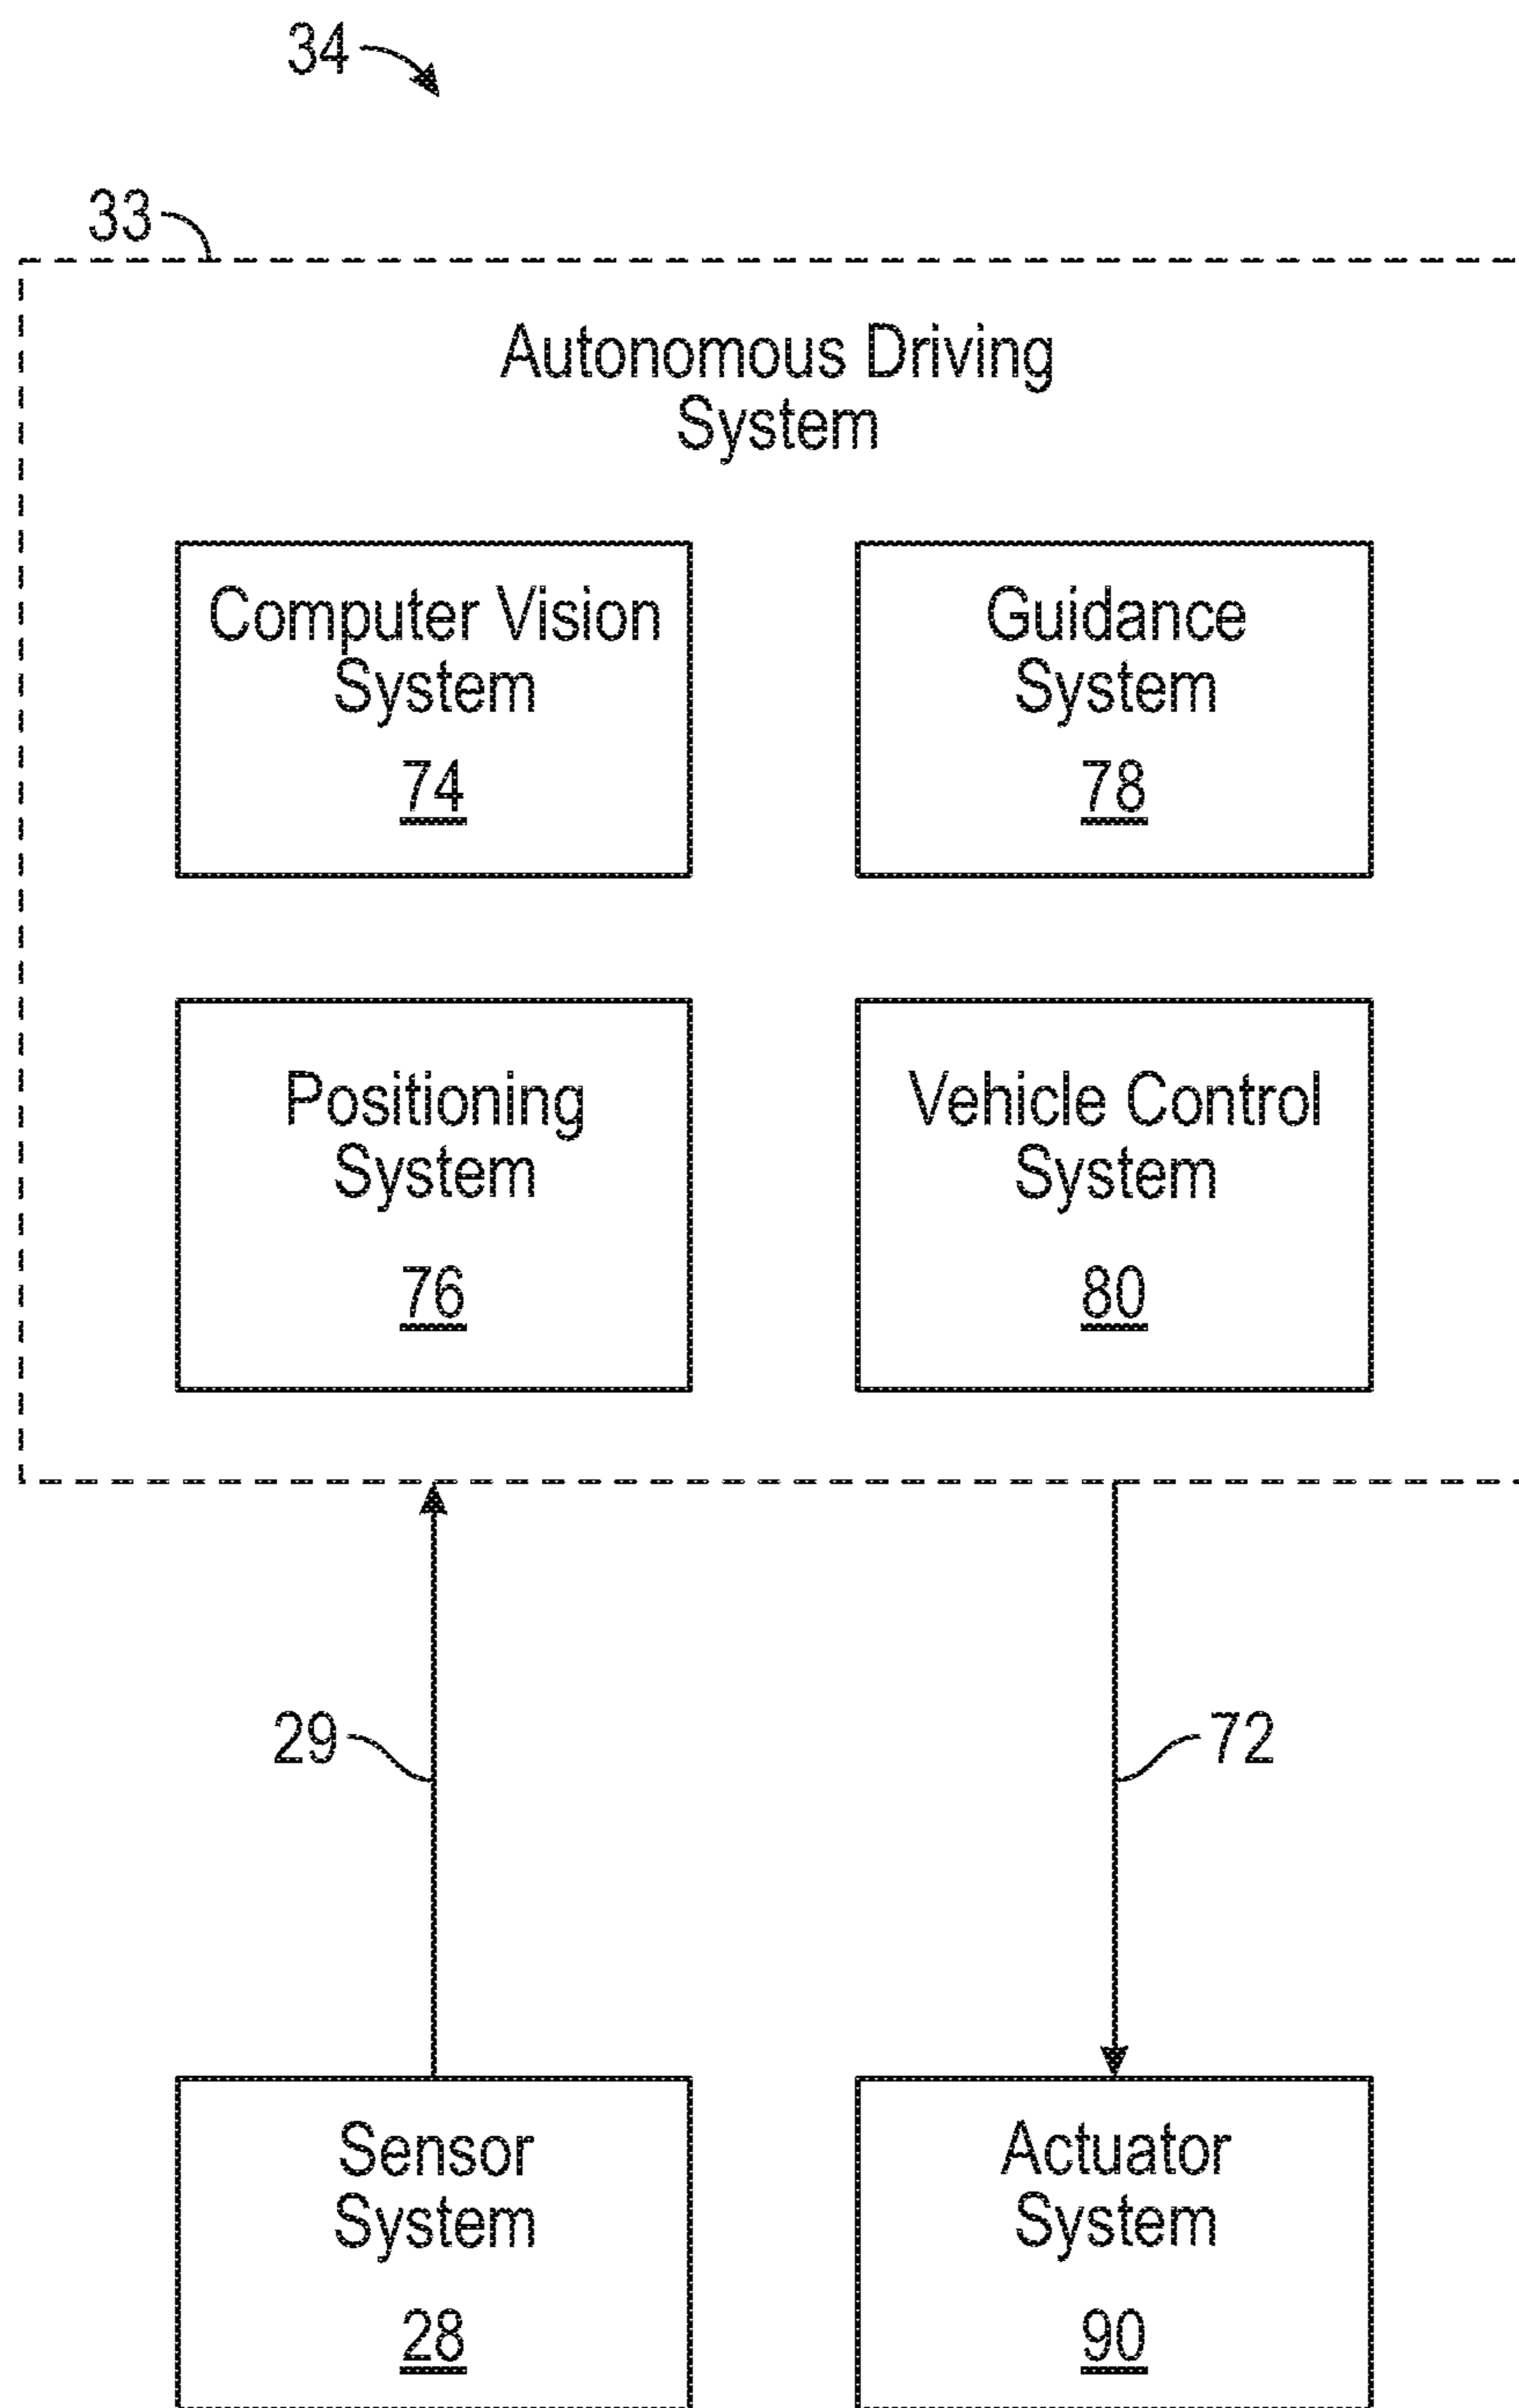 34
33
Autonomous Driving
System
Computer Vision
System
74
Guidance
System
78
Positioning
System
76
Vehicle Control
System
80
29
72
Sensor
System
28
Actuator
System
90